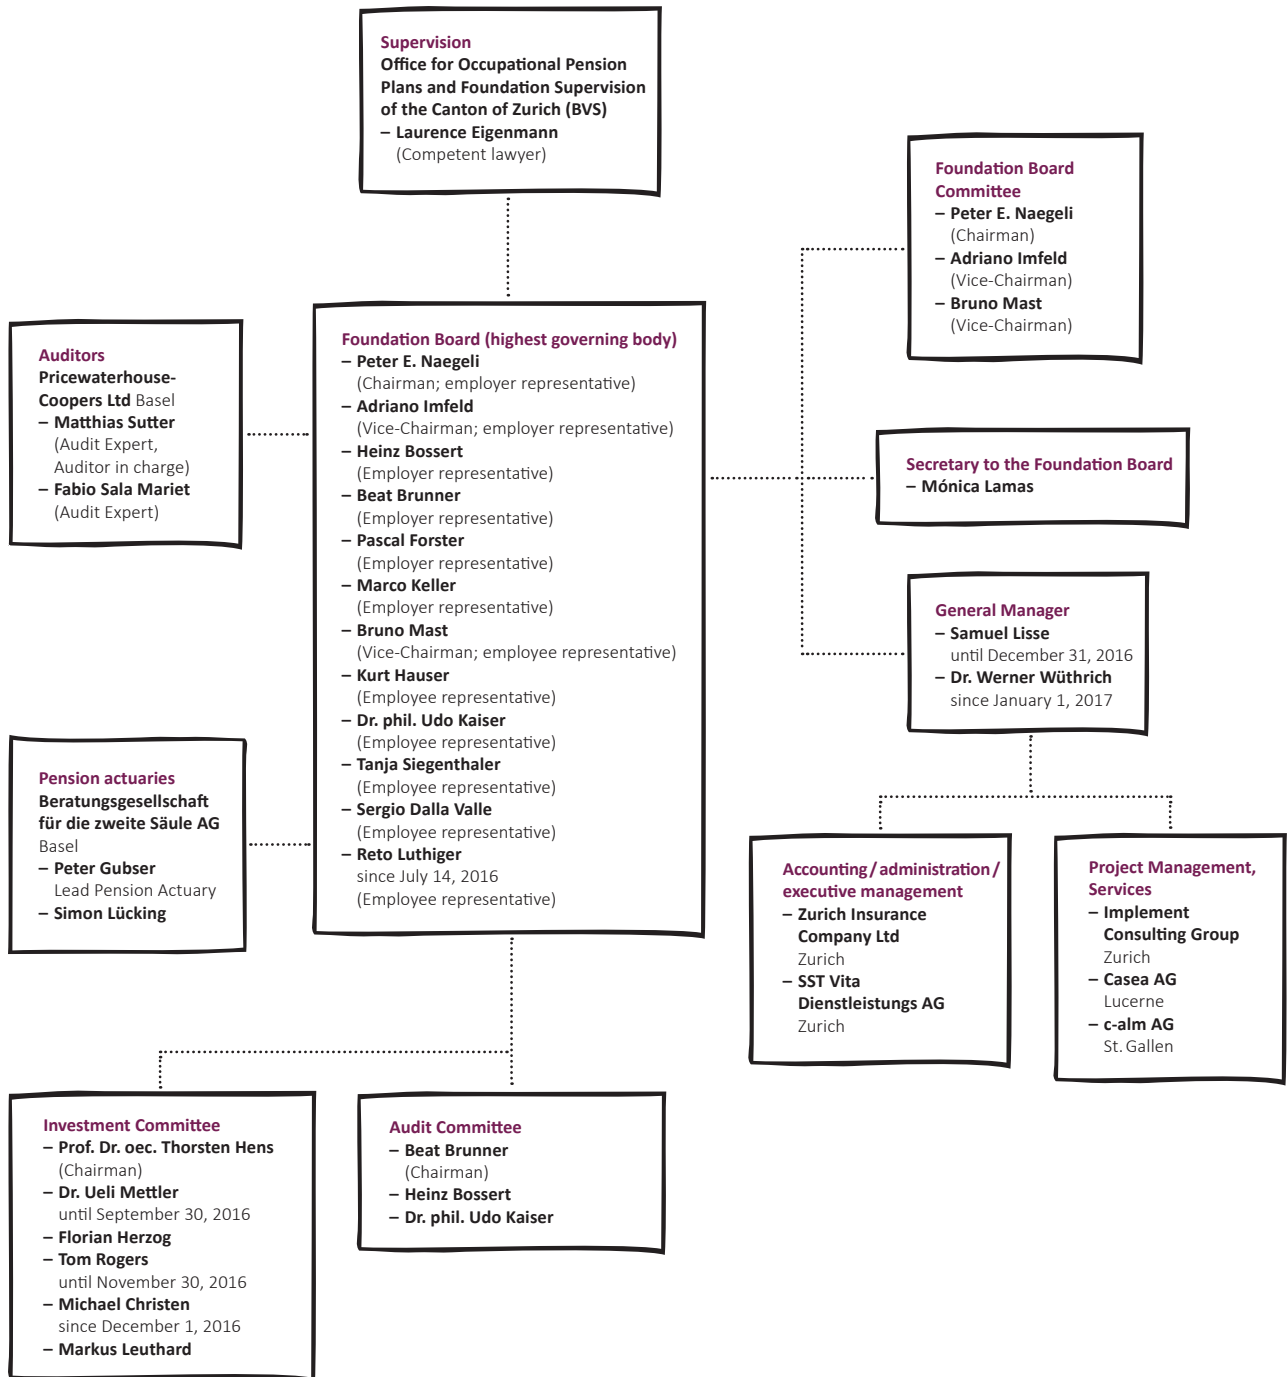 Supervision
Office for Occupational Pension
Plans and Foundation Supervision
of the Canton of Zurich (BVS)
– Laurence Eigenmann
(Competent lawyer)
Foundation Board
Committee
– Peter E. Naegeli
(Chairman)
– Adriano Imfeld
(Vice-Chairman)
– Bruno Mast
(Vice-Chairman)
Auditors
Pricewaterhouse-
Coopers Ltd Basel
– Matthias Sutter
(Audit Expert,
Auditor in charge)
– Fabio Sala Mariet
(Audit Expert)
Foundation Board (highest governing body)
– Peter E. Naegeli
(Chairman; employer representative)
– Adriano Imfeld
(Vice-Chairman; employer representative)
– Heinz Bossert
(Employer representative)
– Beat Brunner
(Employer representative)
– Pascal Forster
(Employer representative)
– Marco Keller
(Employer representative)
– Bruno Mast
(Vice-Chairman; employee representative)
– Kurt Hauser
(Employee representative)
– Dr. phil. Udo Kaiser
(Employee representative)
– Tanja Siegenthaler
(Employee representative)
– Sergio Dalla Valle
(Employee representative)
– Reto Luthiger
since July 14, 2016
(Employee representative)
Secretary to the Foundation Board
– Mónica Lamas
General Manager
– Samuel Lisse
until December 31, 2016
– Dr. Werner Wüthrich
since January 1, 2017
Pension actuaries
Beratungsgesellschaft
für die zweite Säule AG
Basel
– Peter Gubser
Lead Pension Actuary
– Simon Lücking
Accounting / administration /
executive management
– Zurich Insurance
Company Ltd
Zurich
– SST Vita
Dienstleistungs AG
Zurich
Project Management,
Services
– Implement
Consulting Group
Zurich
– Casea AG
Lucerne
– c-alm AG
St. Gallen
Investment Committee
– Prof. Dr. oec. Thorsten Hens
(Chairman)
– Dr. Ueli Mettler
until September 30, 2016
– Florian Herzog
– Tom Rogers
until November 30, 2016
– Michael Christen
since December 1, 2016
– Markus Leuthard
Audit Committee
– Beat Brunner
(Chairman)
– Heinz Bossert
– Dr. phil. Udo Kaiser